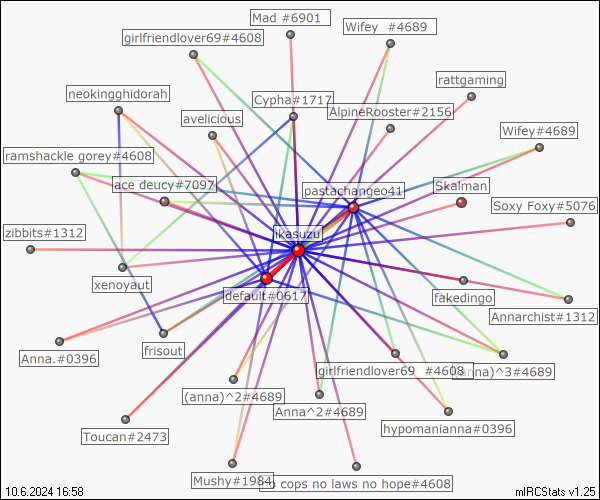 Mad #6901
Wifey #4689
girlfriendlover69#4608
rattgaming
neokingghidorah
Cypha#1717
AlpineRooster#2156
avelicious
Wifey#4689
ramshackle gorey#4608
ace deucy#7097
pastachangeo41
Skalman
Soxy Foxy#5076
zibbits#1312
ikasuzu
xenoyaut
default#0617
fakedingo
Annarchist#1312
Anna.#0396
frisout
girlfriendlover69 #4608
(anna)^3#4689
(anna)^2#4689
Anna^2#4689
hypomanianna#0396
Toucan#2473
Mushy#1984
no cops no laws no hope#4608
10.6.2024 16:58
mIRCStats v1.25